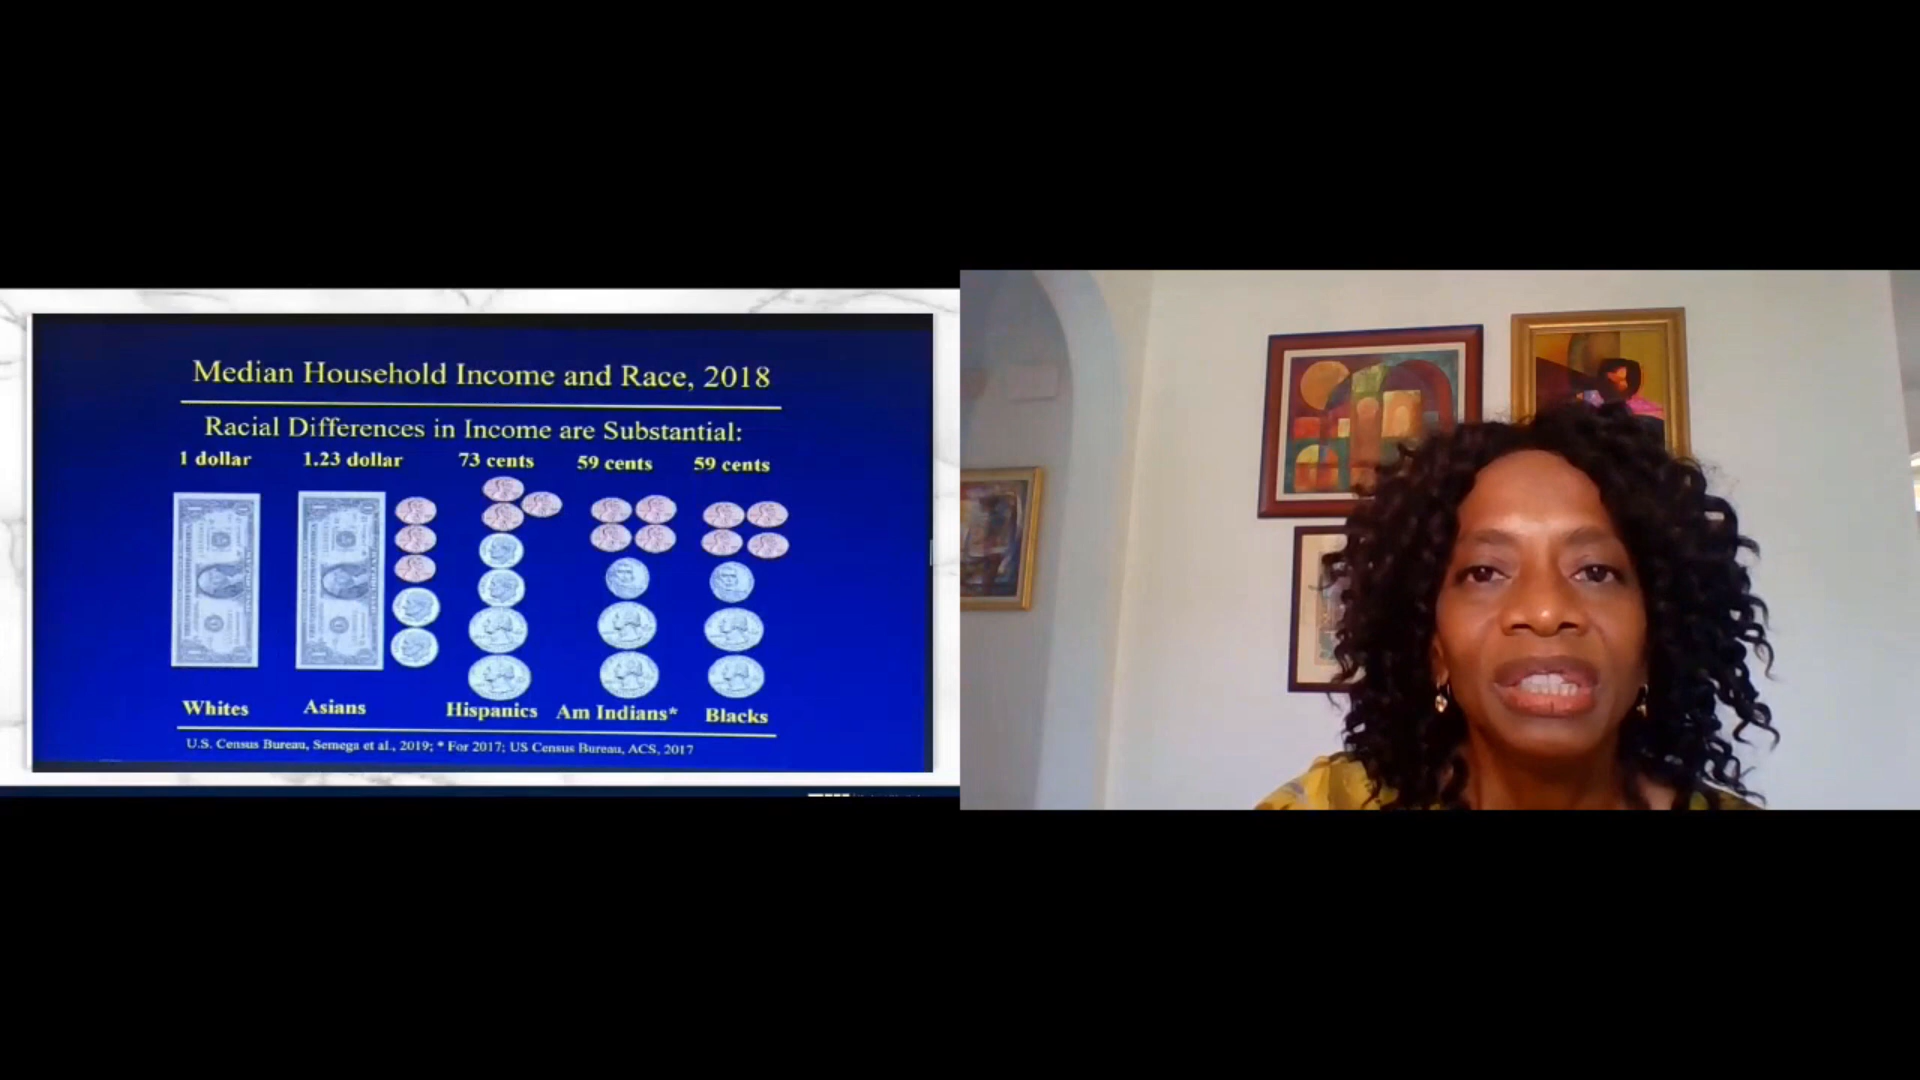 Median Household Income and Race, 2018
Racial Differences in Income are Substantial:
1 dollar 1.23 dollar 73 cents 59 cents 59 cents
Whites Asians Hispanics Am Indians* Blacks
U.S. Census Bureau, Semega et al., 2019; * For 2017; US Census Bureau, ACS, 2017